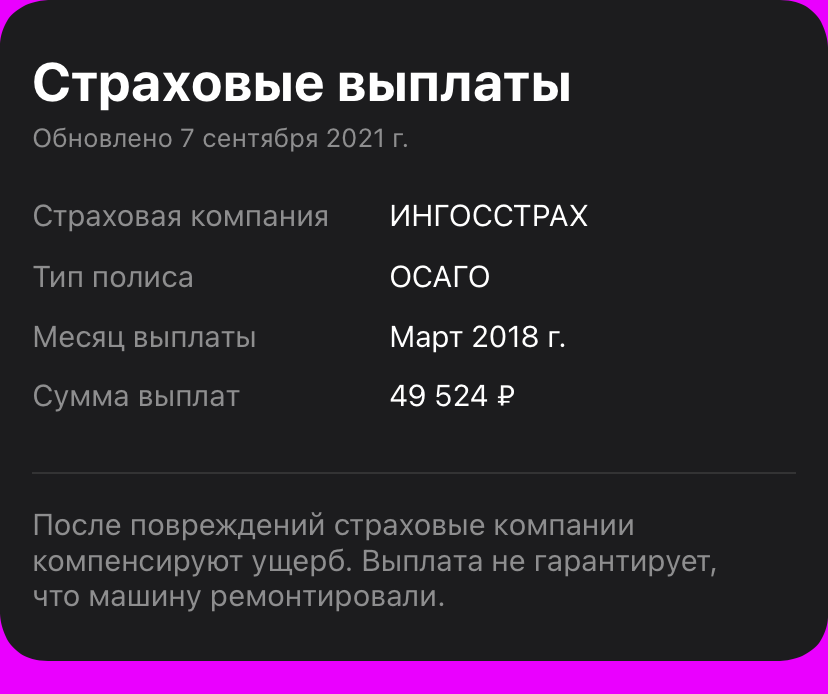 Страховые выплаты
Обновлено 7 сентября 2021 г.
Страховая компания ИНГОССТРАХ
Тип полиса ОСАГО
Месяц выплаты Март 2018 г.
Сумма выплат 49 524 ₽
После повреждений страховые компании
компенсируют ущерб. Выплата не гарантирует,
что машину ремонтировали.